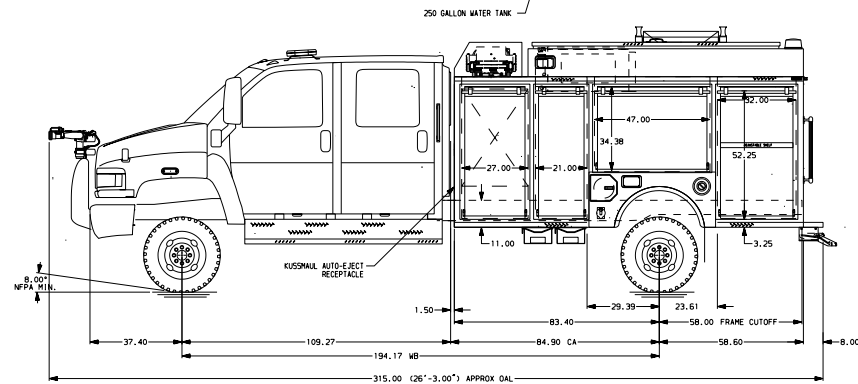 250 GALLON WATER TANK
32.00
47.00
34.38
ADJUSTABLE SHELF
52.25
27.00
21.00
11.00
3.25
KUSSMAUL AUTO-EJECT
RECEPTACLE
8.00°
NFPA MIN.
1.50
29.39
23.61
83.40
58.00 FRAME CUTOFF
37.40
109.27
84.90 CA
58.60
8.00
194.17 WB
315.00 (26'-3.00") APPROX OAL